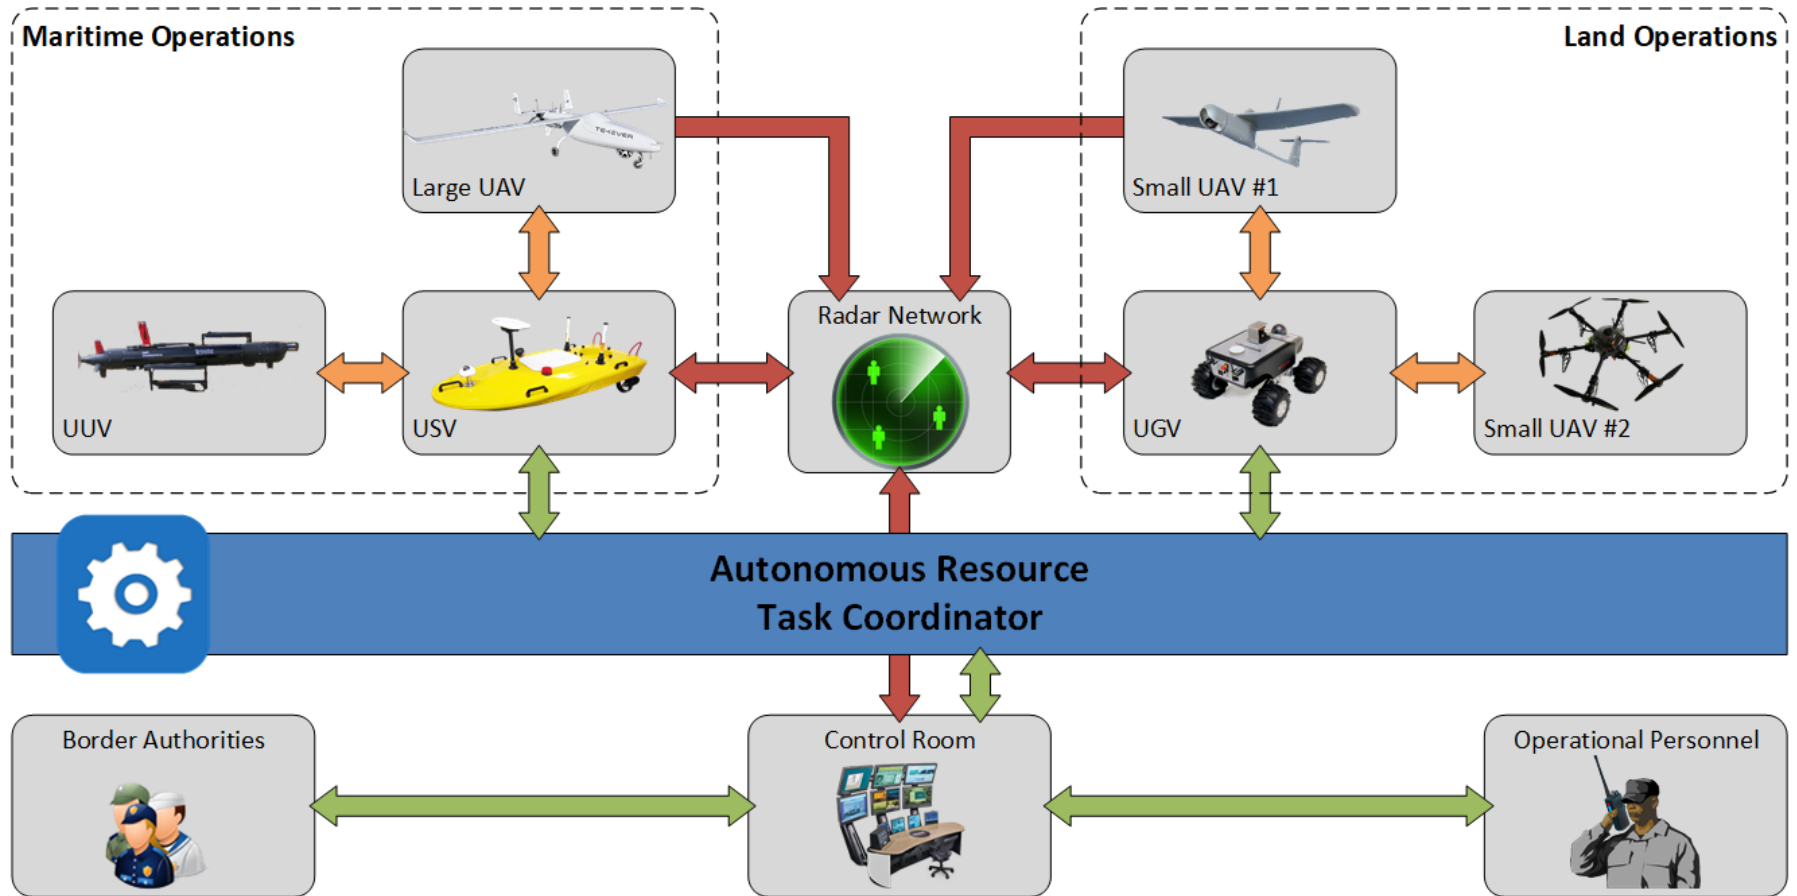 Maritime Operations
Land Operations
TEKEVER
Large UAV
Small UAV #1
Radar Network
UUV
USV
UGV
Small UAV #2
Autonomous Resource
Task Coordinator
Border Authorities
Control Room
Operational Personnel